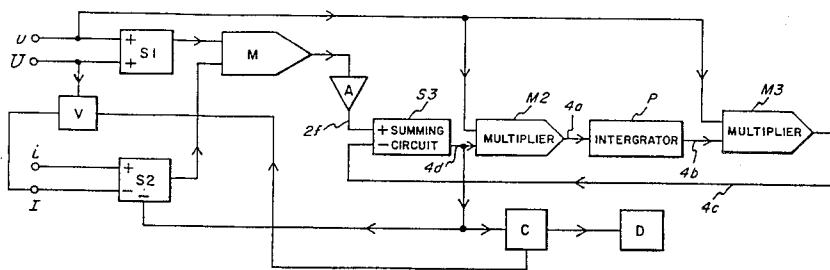 u
U
+
+
S1
M
V
i
I
+
−
−
S2
A
2f
S3
+ SUMMING
− CIRCUIT
4d
M2
MULTIPLIER
4a
P
INTERGRATOR
4b
M3
MULTIPLIER
4c
C
D